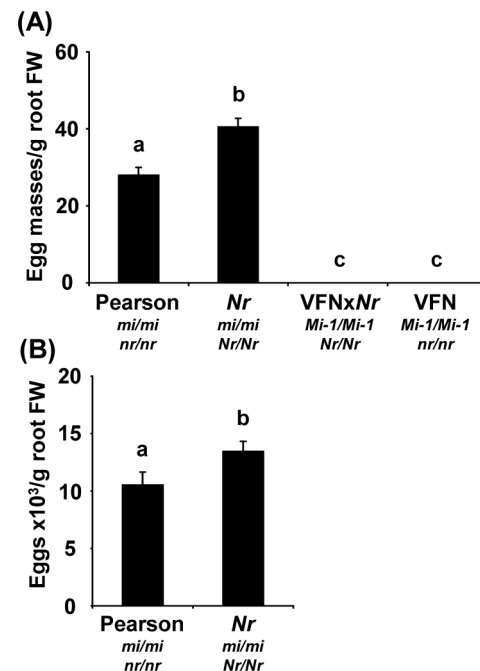 (A)
Egg masses/g root FW
60
40
20
0
a
b
c
c
Pearson
mi/mi
nr/nr
Nr
mi/mi
Nr/Nr
VFNxNr
Mi-1/Mi-1
Nr/Nr
VFN
Mi-1/Mi-1
nr/nr
(B)
Eggs x10³/g root FW
20
15
10
5
0
a
b
Pearson
mi/mi
nr/nr
Nr
mi/mi
Nr/Nr